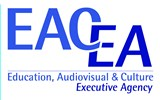 EACEA
Education, Audiovisual & Culture
Executive Agency